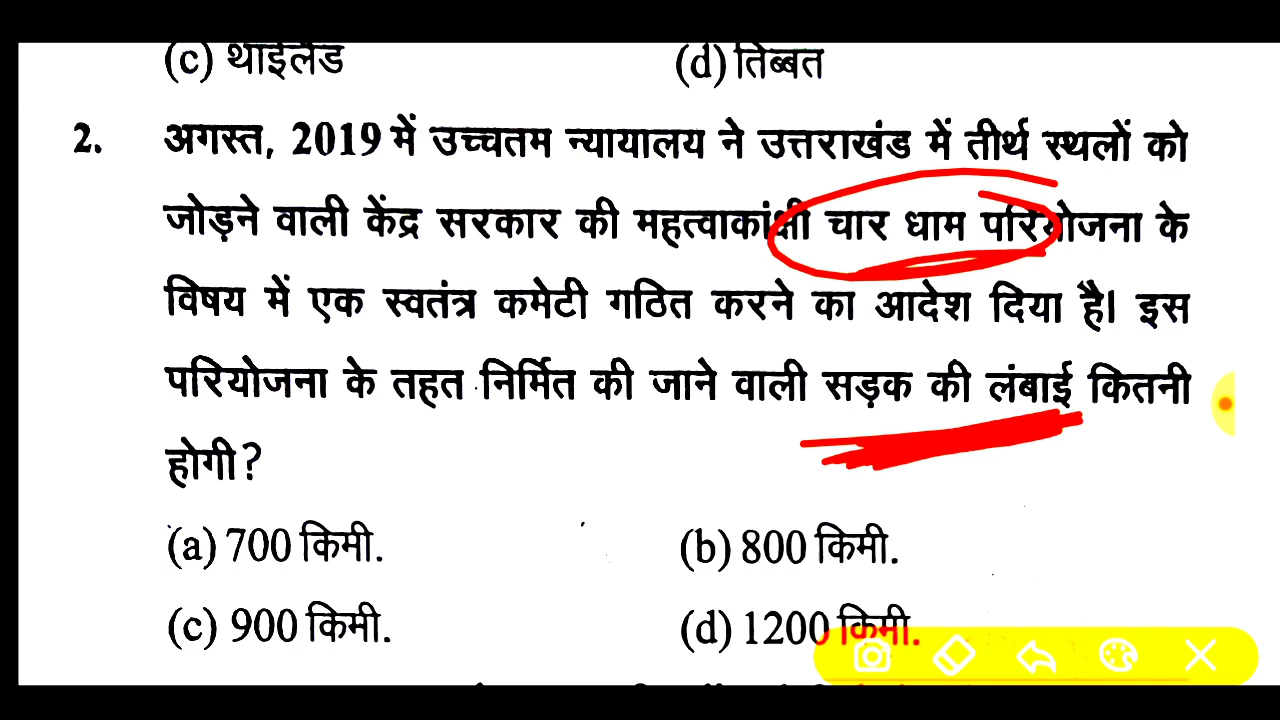 (c) थाईलैंड (d) तिब्बत
2. अगस्त, 2019 में उच्चतम न्यायालय ने उत्तराखंड में तीर्थ स्थलों को
जोड़ने वाली केंद्र सरकार की महत्वाकांक्षी चार धाम परियोजना के
विषय में एक स्वतंत्र कमेटी गठित करने का आदेश दिया है। इस
परियोजना के तहत निर्मित की जाने वाली सड़क की लंबाई कितनी
होगी?
(a) 700 किमी. (b) 800 किमी.
(c) 900 किमी. (d) 1200 किमी.